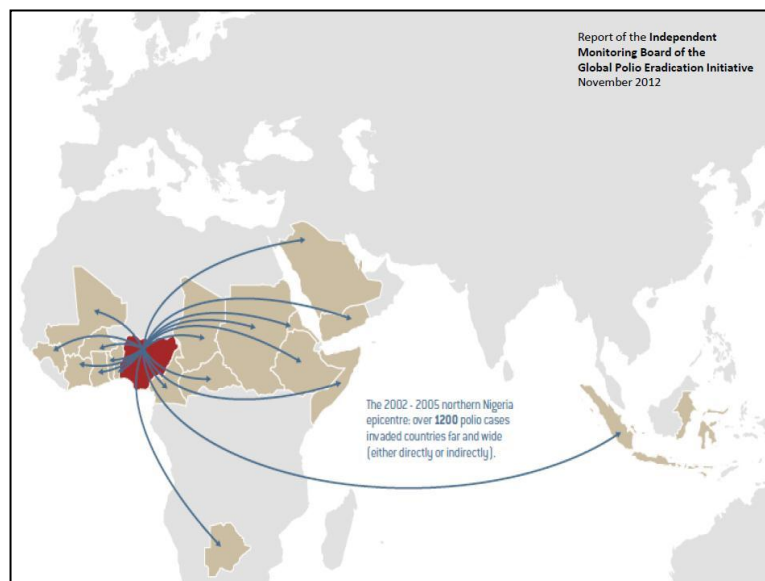 Report of the Independent
Monitoring Board of the
Global Polio Eradication Initiative
November 2012
The 2002 - 2005 northern Nigeria
epicentre: over 1200 polio cases
invaded countries far and wide
(either directly or indirectly).